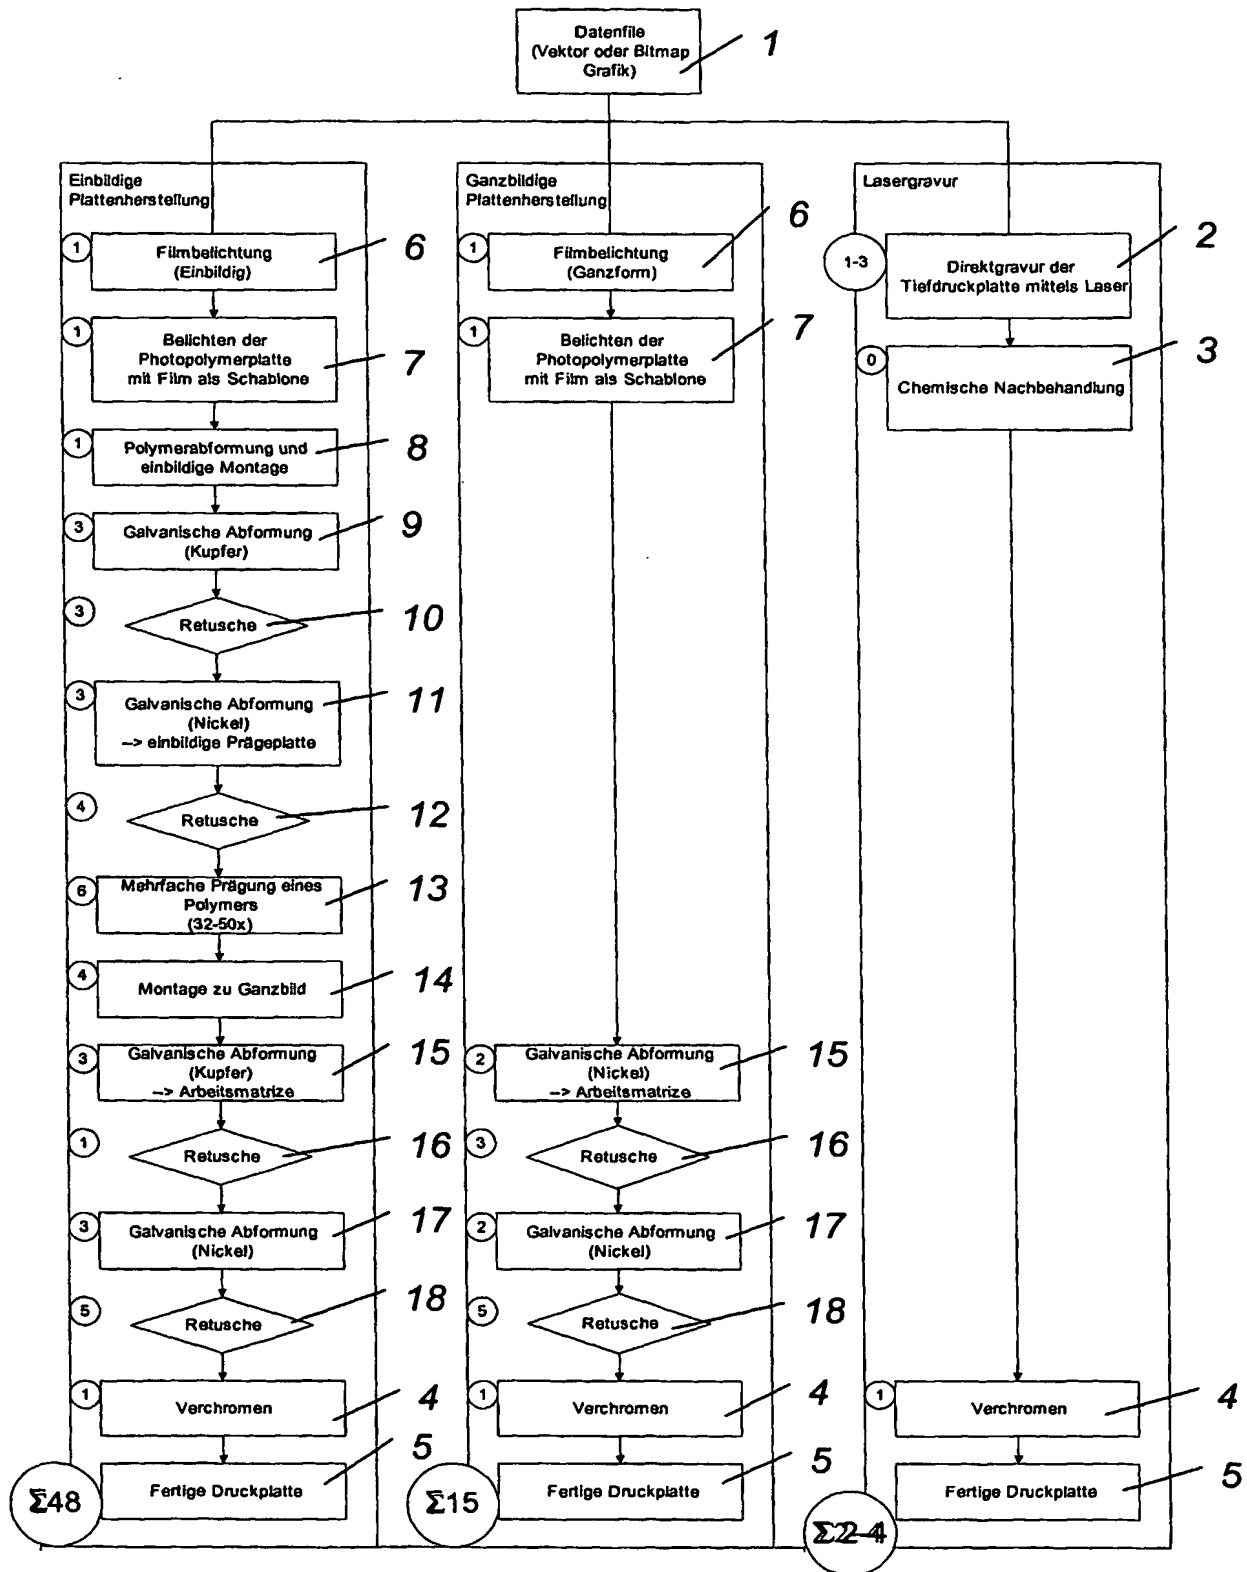 Datenfile
(Vektor oder Bitmap
Grafik)
1
Einbildige
Plattenherstellung
1
Filmbelichtung
(Einbildig)
6
1
Belichten der
Photopolymerplatte
mit Film als Schablone
7
1
Polymerabformung und
einbildige Montage
8
3
Galvanische Abformung
(Kupfer)
9
3
Retusche
10
3
Galvanische Abformung
(Nickel)
--> einbildige Prägeplatte
11
4
Retusche
12
6
Mehrfache Prägung eines
Polymers
(32-50x)
13
4
Montage zu Ganzbild
14
3
Galvanische Abformung
(Kupfer)
--> Arbeitsmatrize
15
1
Retusche
16
3
Galvanische Abformung
(Nickel)
17
5
Retusche
18
1
Verchromen
4
Fertige Druckplatte
5
Σ48
Ganzbildige
Plattenherstellung
1
Filmbelichtung
(Ganzform)
6
1
Belichten der
Photopolymerplatte
mit Film als Schablone
7
2
Galvanische Abformung
(Nickel)
--> Arbeitsmatrize
15
3
Retusche
16
2
Galvanische Abformung
(Nickel)
17
5
Retusche
18
1
Verchromen
4
Fertige Druckplatte
5
Σ15
Lasergravur
1-3
Direktgravur der
Tiefdruckplatte mittels Laser
2
0
Chemische Nachbehandlung
3
1
Verchromen
4
Fertige Druckplatte
5
Σ2-4